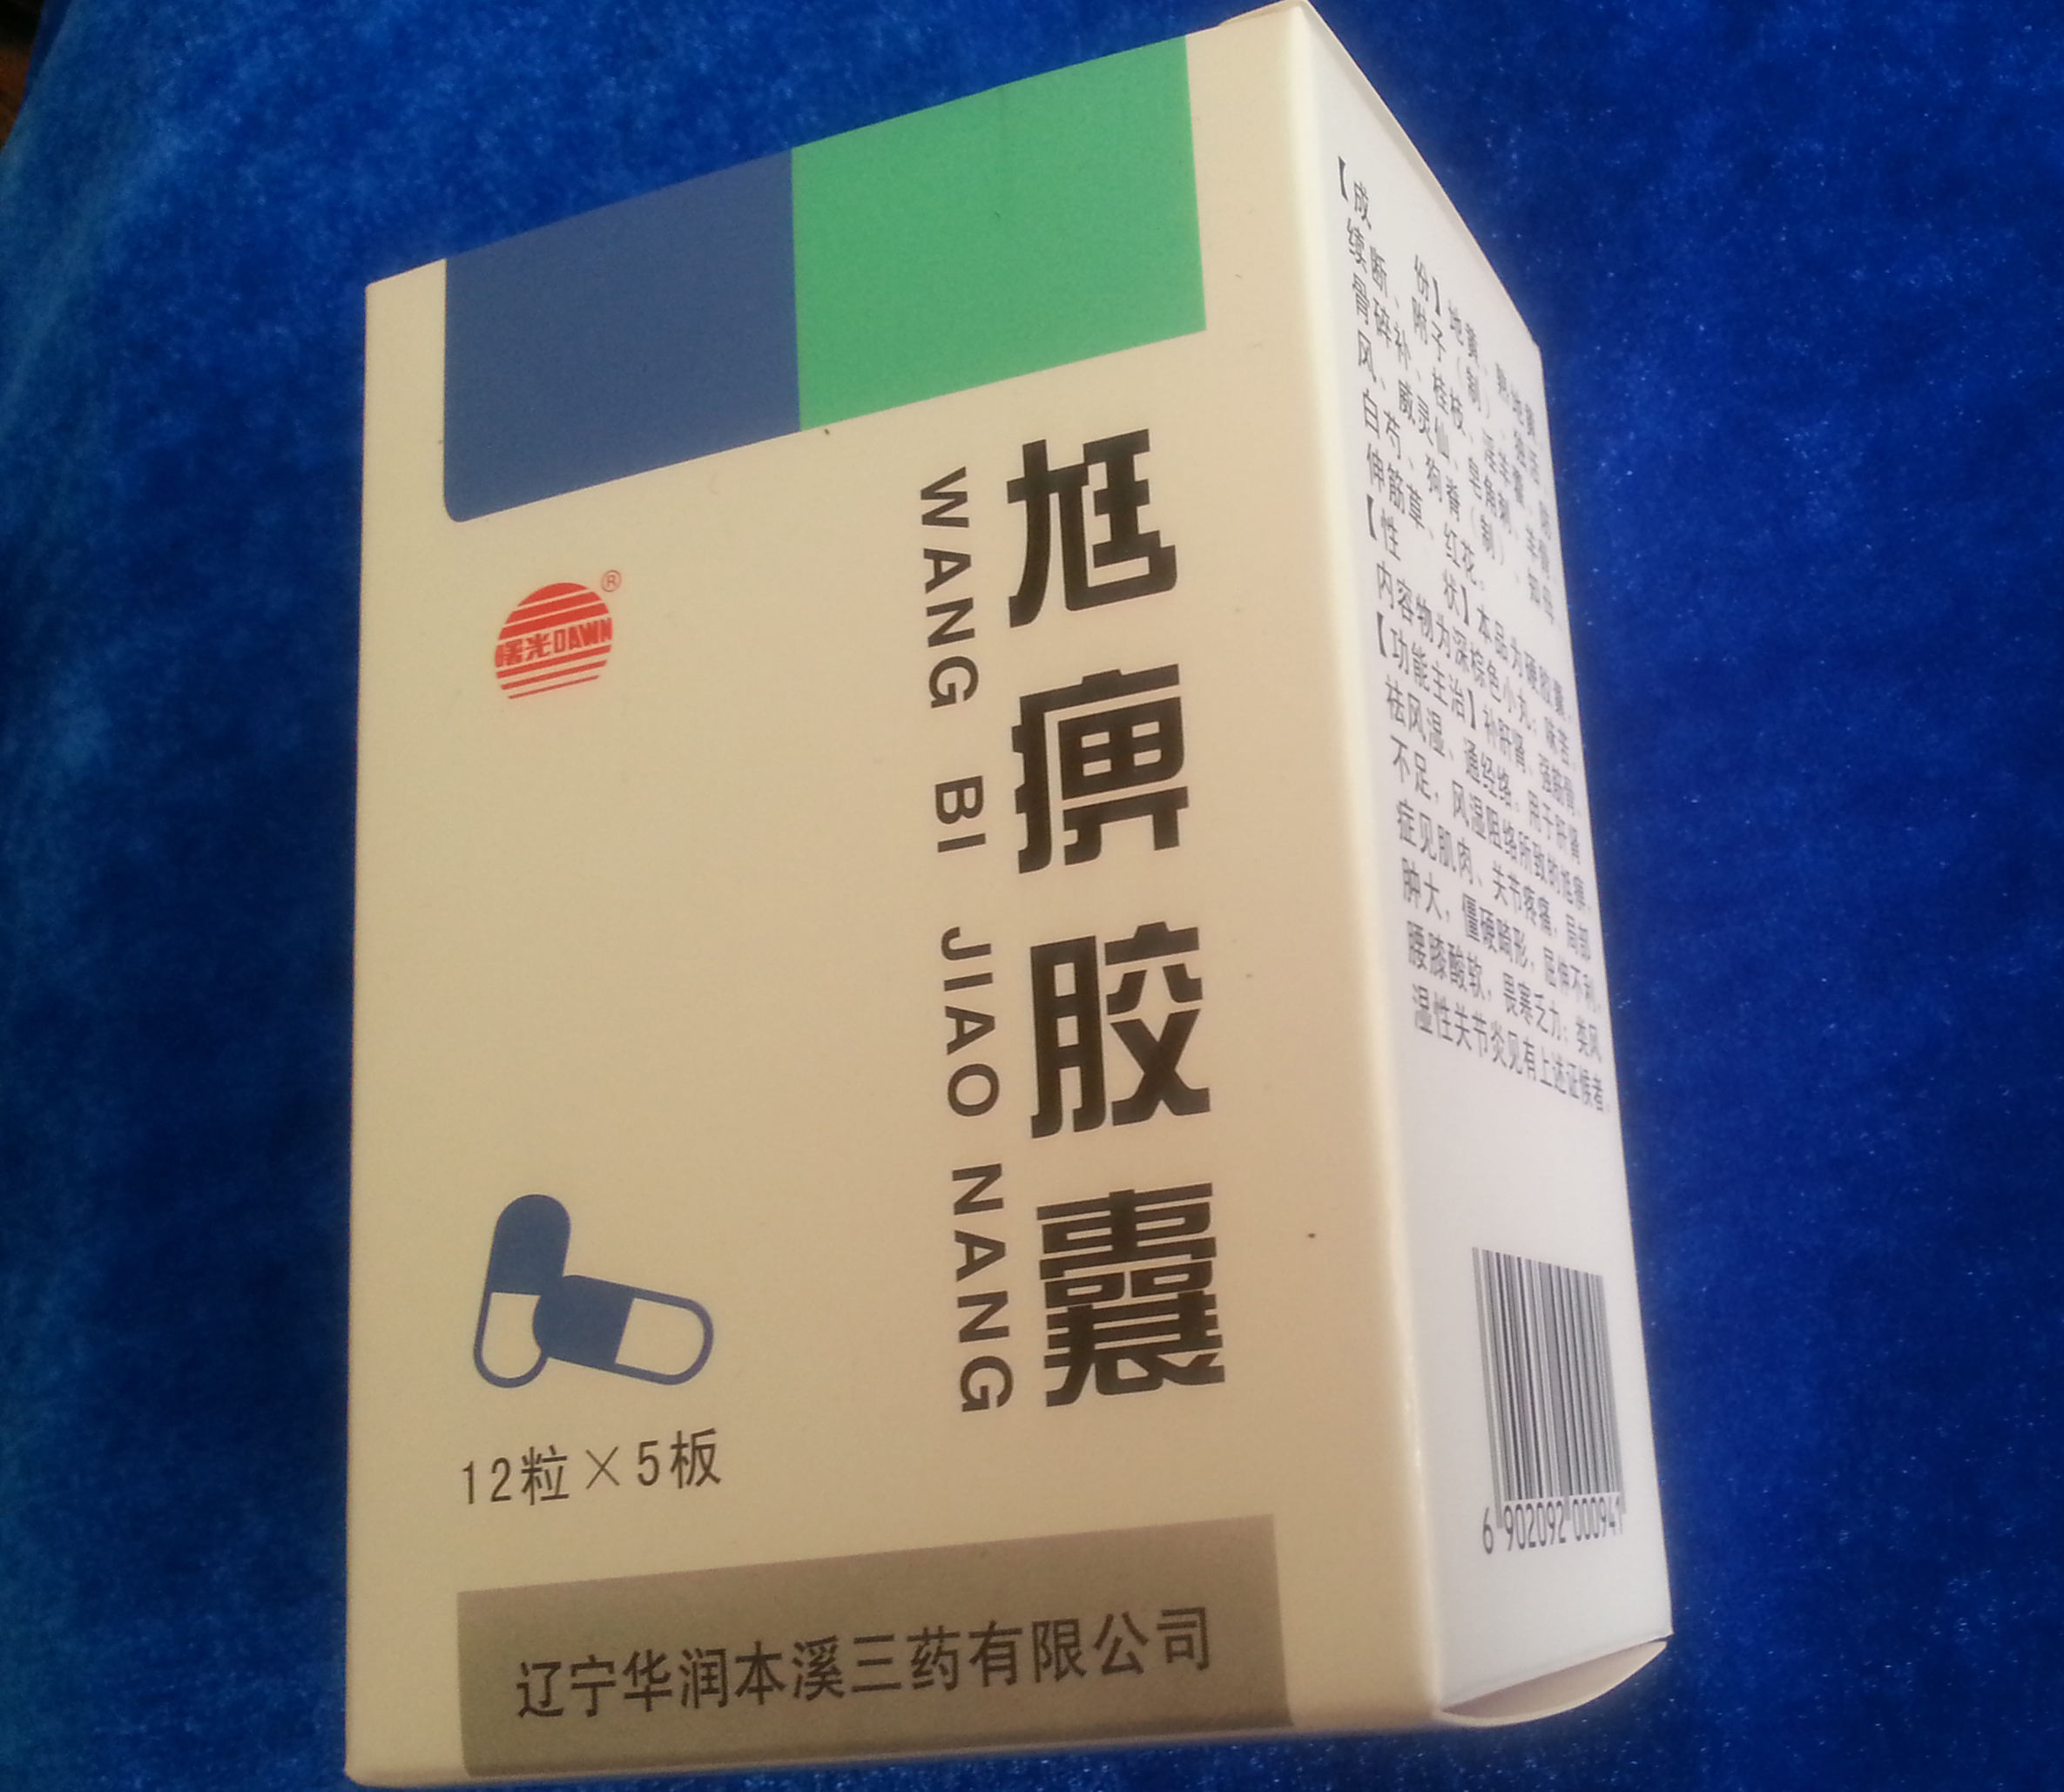 尪痹胶囊
WANG BI JIAO NANG
曙光DAWN®
12粒×5板
辽宁华润本溪三药有限公司
【成 份】地黄、熟地黄、
续断、附子（制）、
骨碎补、桂枝、
风、威灵仙、皂角刺、羊骨、
白芍、狗脊（制）、知母、
伸筋草、红花。
【性 状】本品为硬胶囊，
内容物为深棕色小丸；味苦。
【功能主治】补肝肾、强筋骨、
祛风湿、通经络。用于肝肾
不足，风湿阻络所致的尪痹，
症见肌肉、关节疼痛，局部
肿大，僵硬畸形，屈伸不利，
腰膝酸软，畏寒乏力；类风
湿性关节炎见有上述证候者。
6 902092 000941